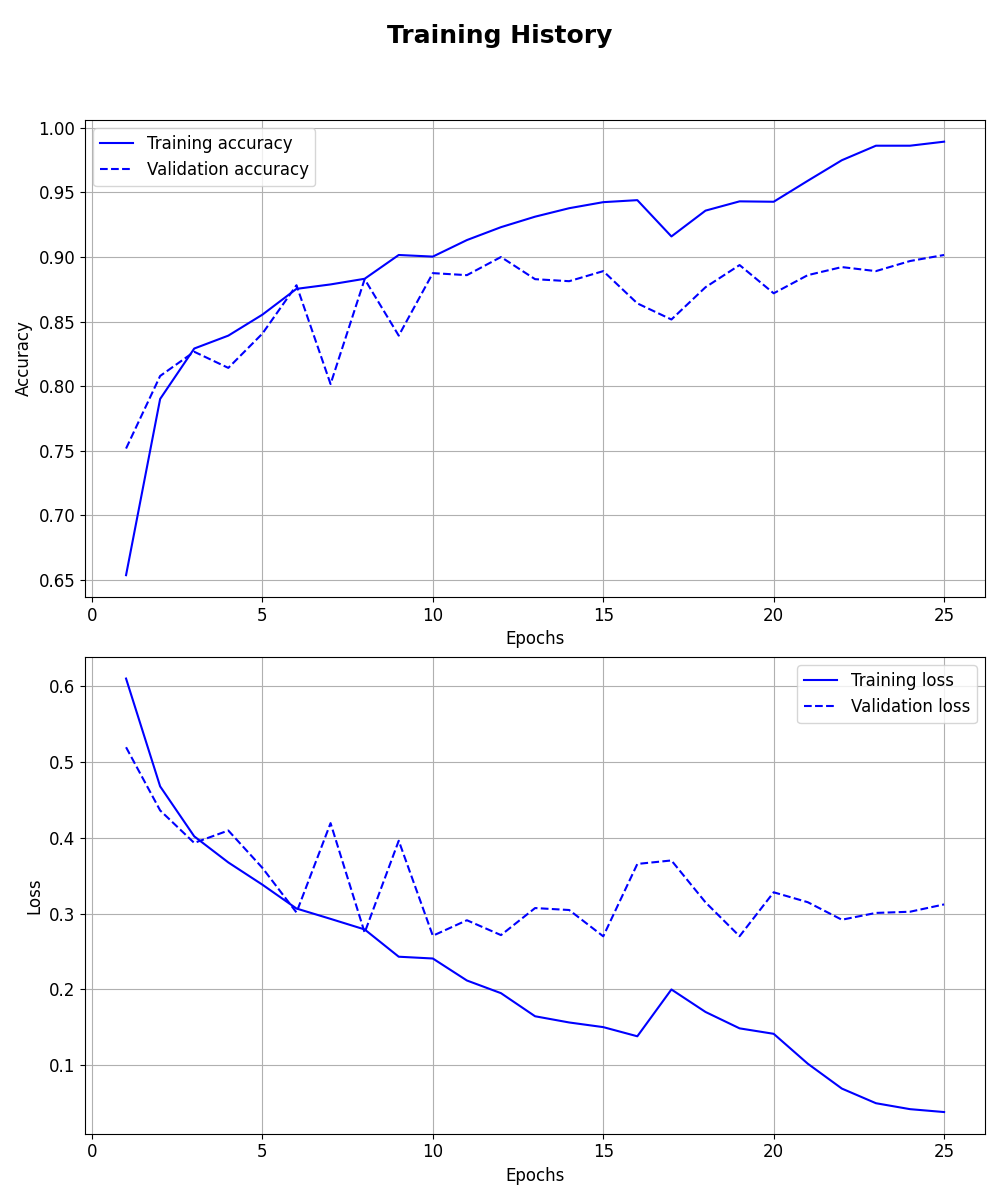 Training History
1.00
0.95
0.90
0.85
0.80
0.75
0.70
0.65
Accuracy
Training accuracy
Validation accuracy
0 5 10 15 20 25
Epochs
0.6
0.5
0.4
0.3
0.2
0.1
Loss
Training loss
Validation loss
0 5 10 15 20 25
Epochs